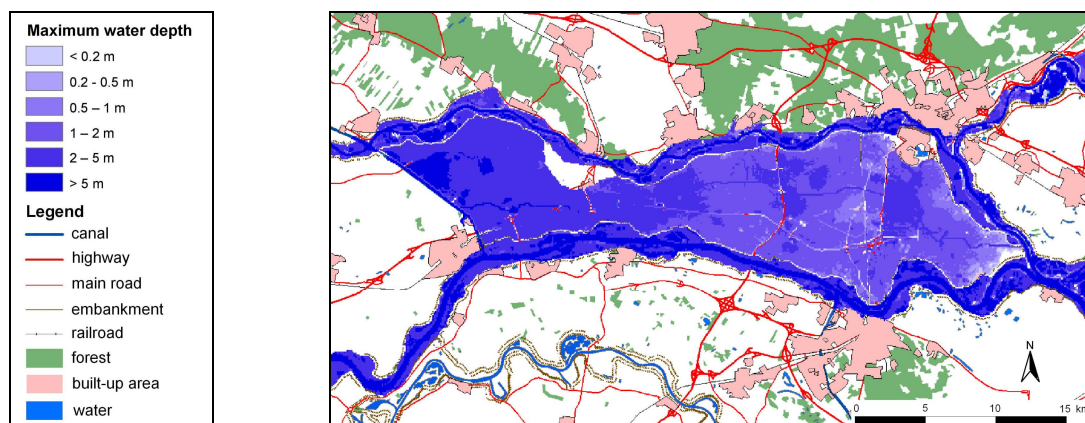 Maximum water depth
< 0.2 m
0.2 - 0.5 m
0.5 – 1 m
1 – 2 m
2 – 5 m
> 5 m
Legend
canal
highway
main road
embankment
railroad
forest
built-up area
water
N
0 5 10 15 km